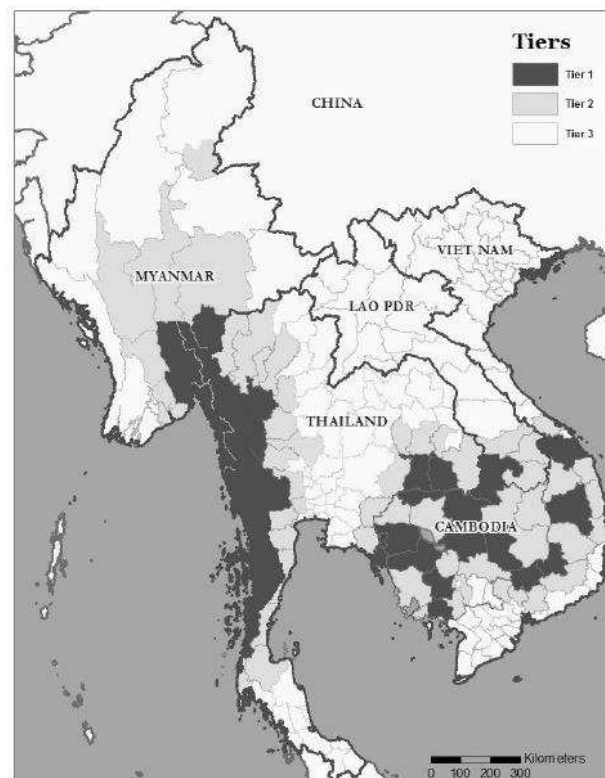 Tiers
Tier 1
Tier 2
Tier 3
CHINA
VIET NAM
MYANMAR
LAO PDR
THAILAND
CAMBODIA
Kilometers
0 100 200 300